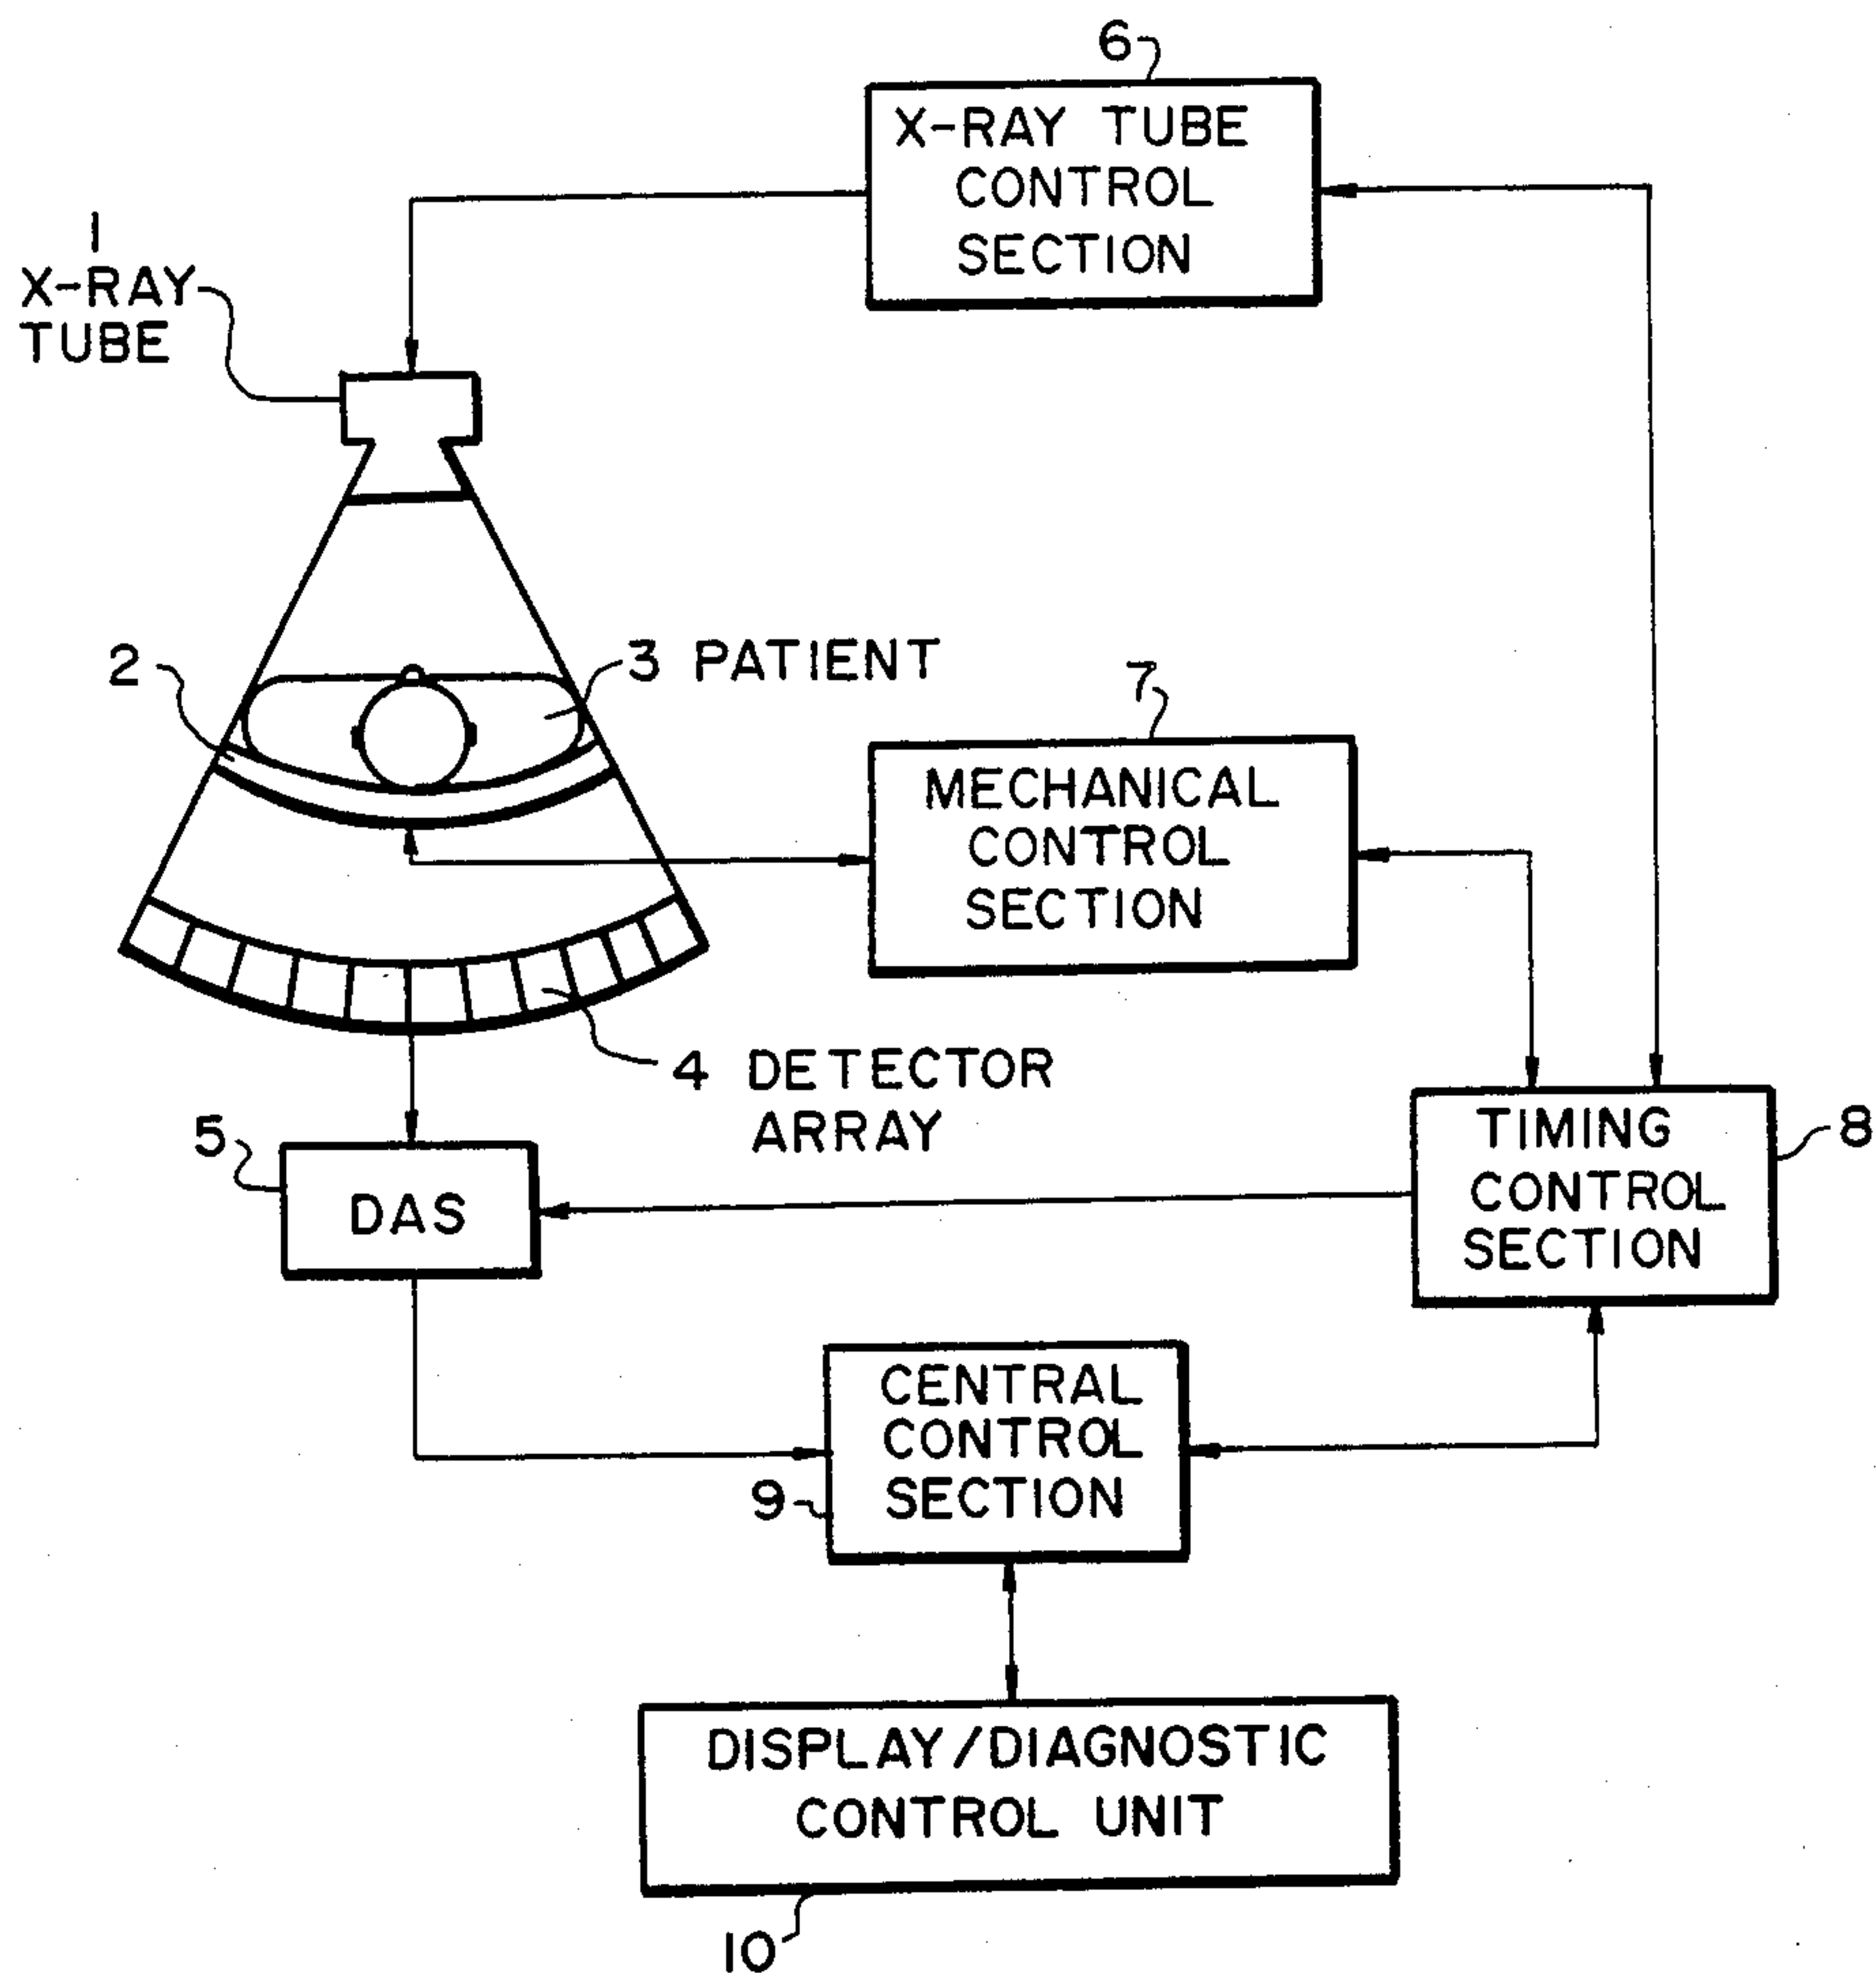 6
X-RAY TUBE
CONTROL
SECTION
1
X-RAY
TUBE
2
3 PATIENT
7
MECHANICAL
CONTROL
SECTION
4 DETECTOR
ARRAY
5
DAS
TIMING
CONTROL
SECTION
8
CENTRAL
CONTROL
SECTION
9
DISPLAY/DIAGNOSTIC
CONTROL UNIT
10